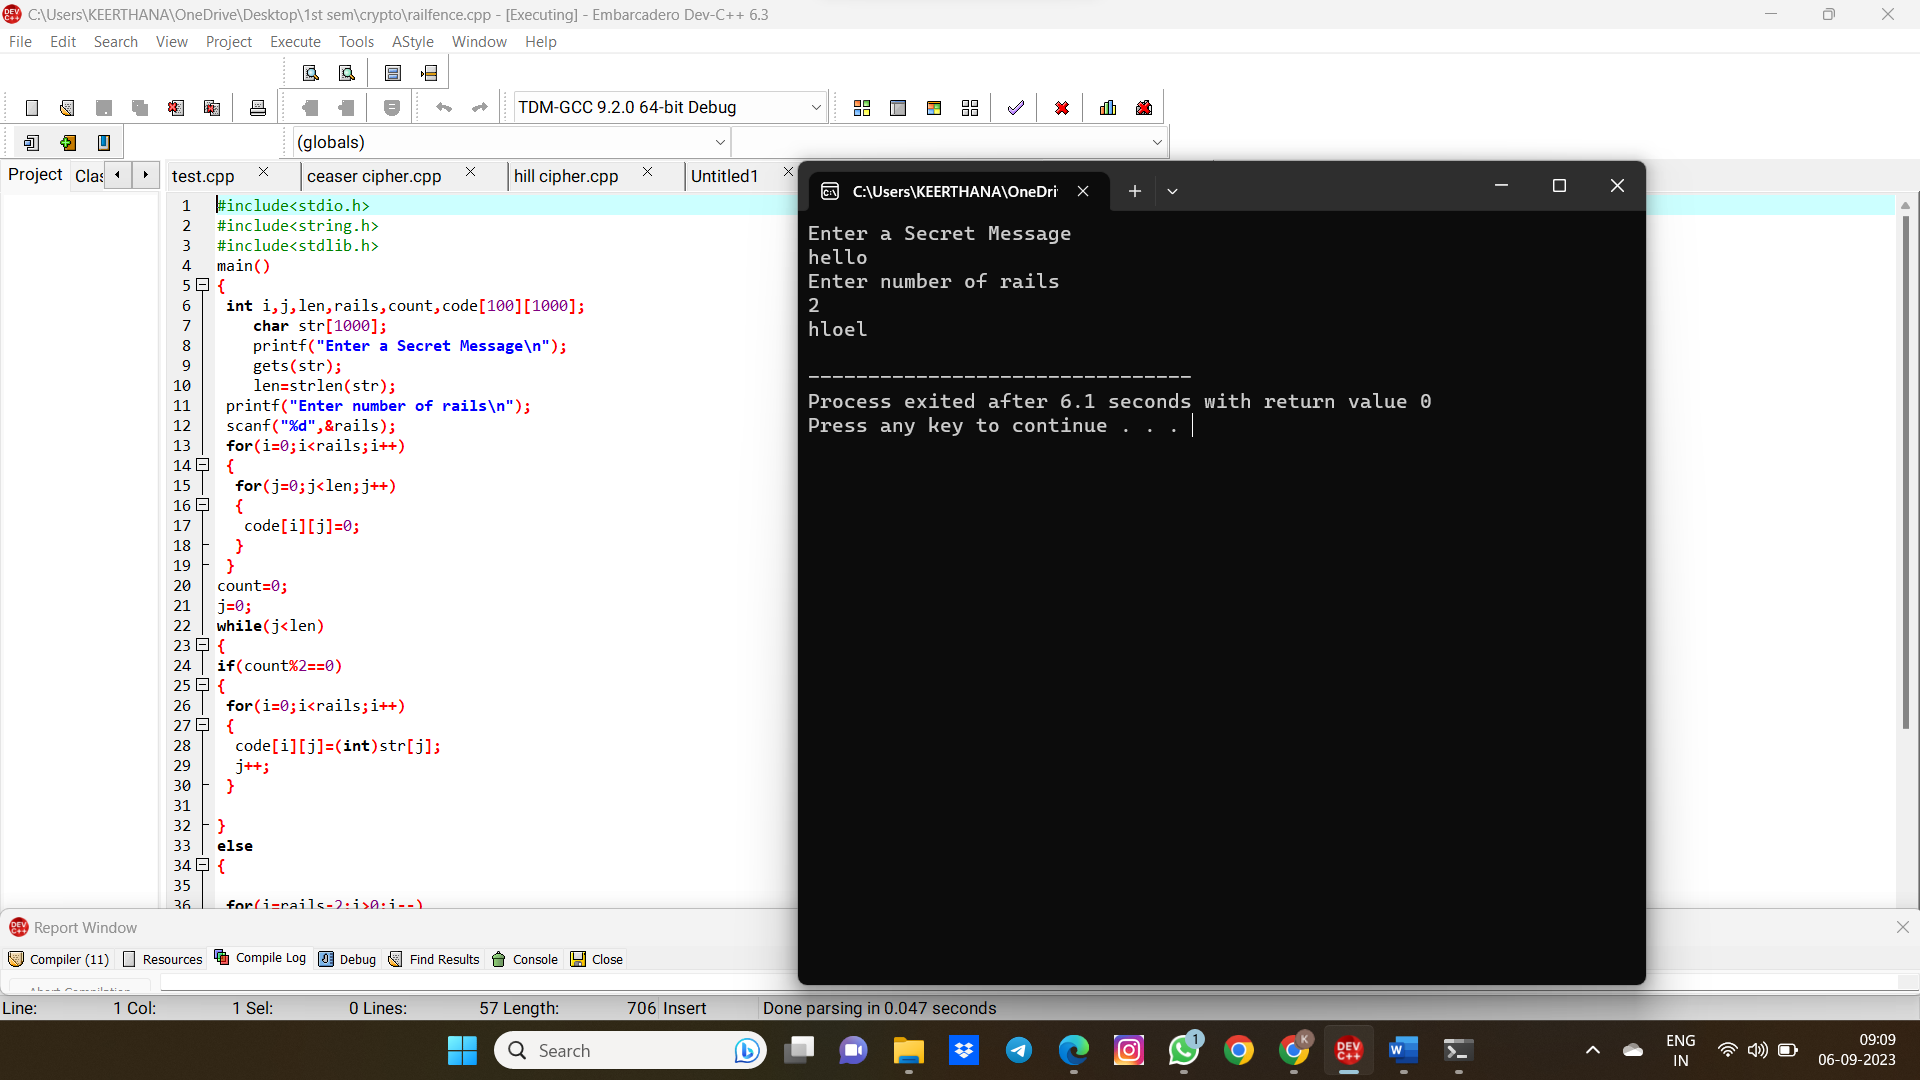 C:\Users\KEERTHANA\OneDrive\Desktop\1st sem\crypto\railfence.cpp - [Executing] - Embarcadero Dev-C++ 6.3
File Edit Search View Project Execute Tools AStyle Window Help
TDM-GCC 9.2.0 64-bit Debug
(globals)
Project Clas test.cpp ceaser cipher.cpp hill cipher.cpp Untitled1
1 #include<stdio.h>
2 #include<string.h>
3 #include<stdlib.h>
4 main()
5 {
6 int i,j,len,rails,count,code[100][1000];
7 char str[1000];
8 printf("Enter a Secret Message\n");
9 gets(str);
10 len=strlen(str);
11 printf("Enter number of rails\n");
12 scanf("%d",&rails);
13 for(i=0;i<rails;i++)
14 {
15 for(j=0;j<len;j++)
16 {
17 code[i][j]=0;
18 }
19 }
20 count=0;
21 j=0;
22 while(j<len)
23 {
24 if(count%2==0)
25 {
26 for(i=0;i<rails;i++)
27 {
28 code[i][j]=(int)str[j];
29 j++;
30 }
31
32 }
33 else
34 {
35
36 for(i=rails-2;i>0;i--)
C:\Users\KEERTHANA\OneDri
Enter a Secret Message
hello
Enter number of rails
2
hloel
--------------------------------
Process exited after 6.1 seconds with return value 0
Press any key to continue . . .
Report Window
Compiler (11) Resources Compile Log Debug Find Results Console Close
Abort Compilation
Line: 1 Col: 1 Sel: 0 Lines: 57 Length: 706 Insert Done parsing in 0.047 seconds
Search
1
K
DEV C++
ENG
IN
09:09
06-09-2023